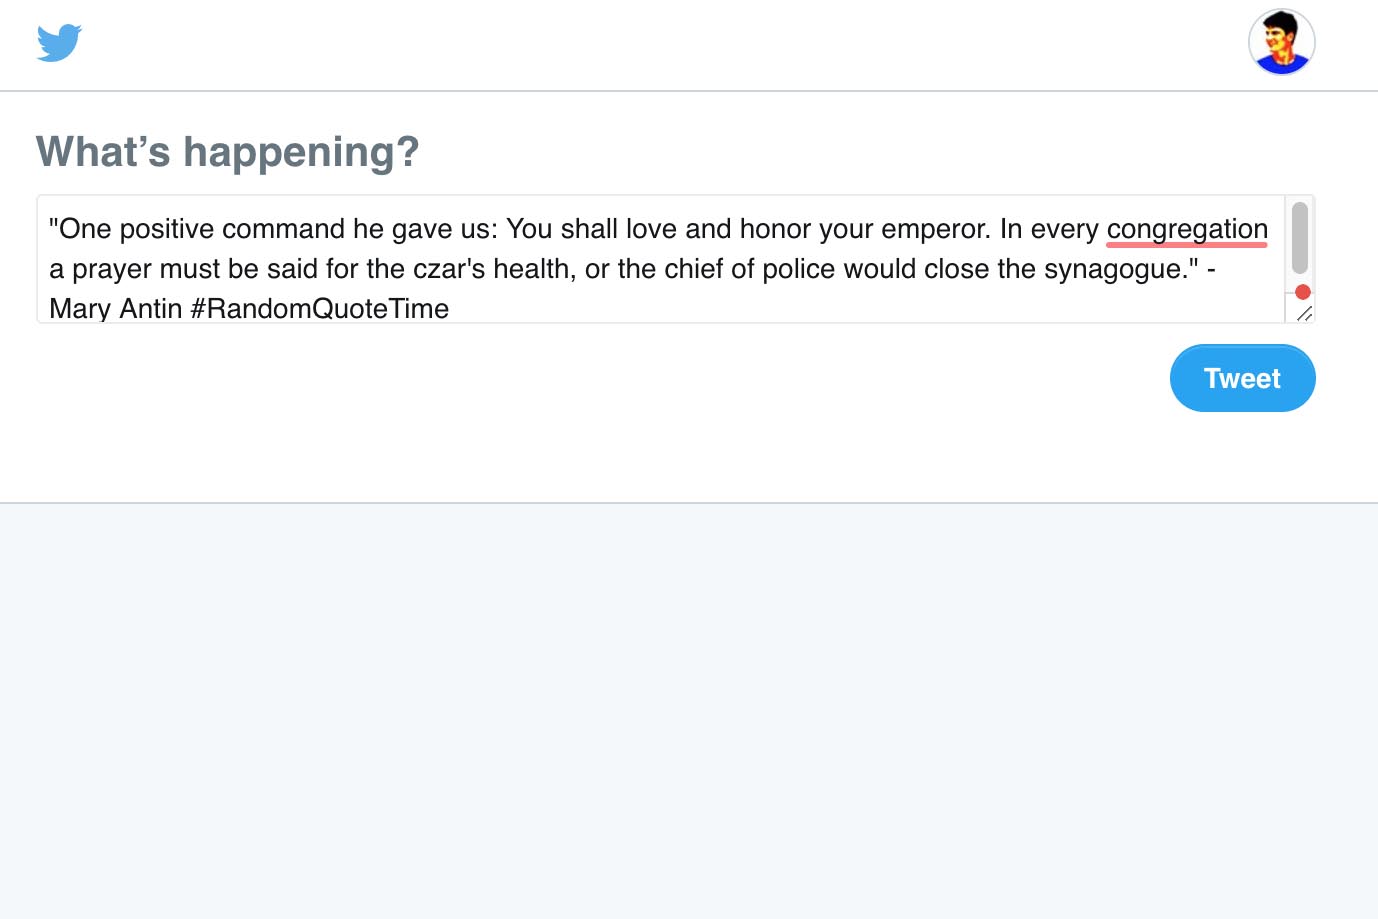 What’s happening?
"One positive command he gave us: You shall love and honor your emperor. In every congregation
a prayer must be said for the czar's health, or the chief of police would close the synagogue." -
Mary Antin #RandomQuoteTime
Tweet